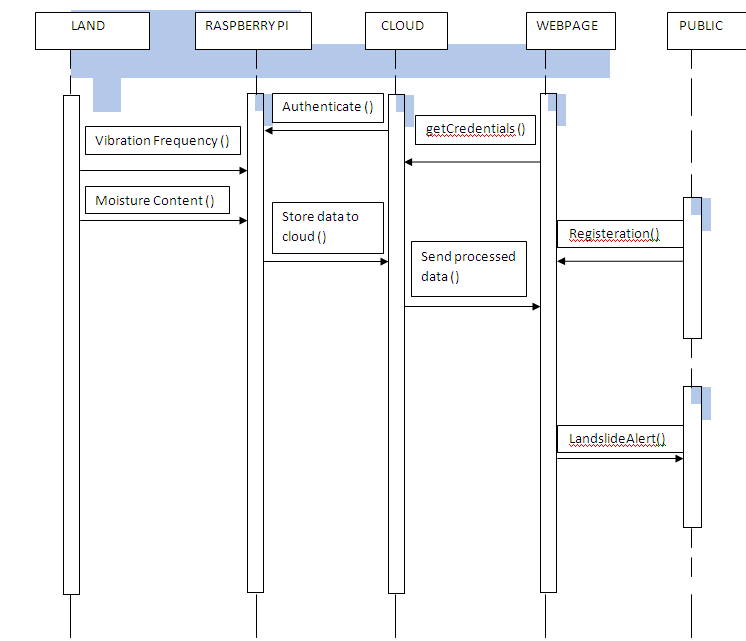 LAND
RASPBERRY PI
CLOUD
WEBPAGE
PUBLIC
Authenticate ()
getCredentials ()
Vibration Frequency ()
Moisture Content ()
Store data to
cloud ()
Registeration()
Send processed
data ()
LandslideAlert()